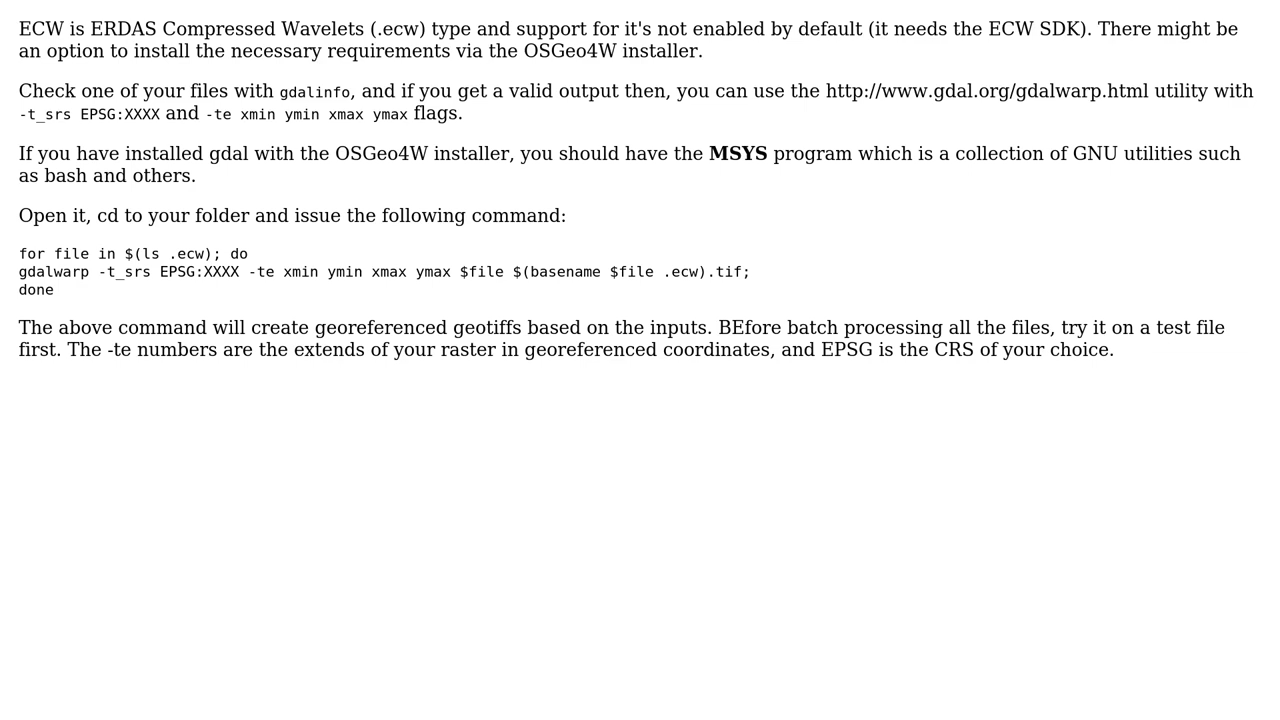 ECW is ERDAS Compressed Wavelets (.ecw) type and support for it's not enabled by default (it needs the ECW SDK). There might be
an option to install the necessary requirements via the OSGeo4W installer.
Check one of your files with gdalinfo, and if you get a valid output then, you can use the http://www.gdal.org/gdalwarp.html utility with
-t_srs EPSG:XXXX and -te xmin ymin xmax ymax flags.
If you have installed gdal with the OSGeo4W installer, you should have the MSYS program which is a collection of GNU utilities such
as bash and others.
Open it, cd to your folder and issue the following command:
for file in $(ls .ecw); do
gdalwarp -t_srs EPSG:XXXX -te xmin ymin xmax ymax $file $(basename $file .ecw).tif;
done
The above command will create georeferenced geotiffs based on the inputs. BEfore batch processing all the files, try it on a test file
first. The -te numbers are the extends of your raster in georeferenced coordinates, and EPSG is the CRS of your choice.